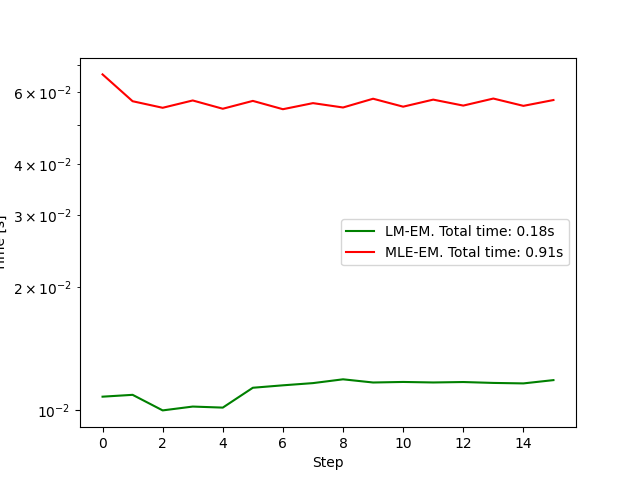 6 × 10⁻²
4 × 10⁻²
3 × 10⁻²
2 × 10⁻²
10⁻²
[s]
LM-EM. Total time: 0.18s
MLE-EM. Total time: 0.91s
0 2 4 6 8 10 12 14
Step